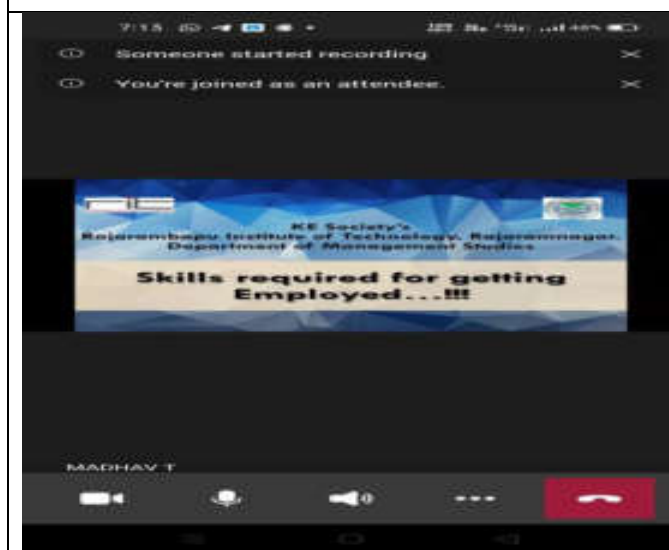 7:15
Someone started recording
You're joined as an attendee.
KE Society's
Rajarambapu Institute of Technology, Rajaramnagar.
Department of Management Studies
Skills required for getting
Employed...!!!
MADHAV T